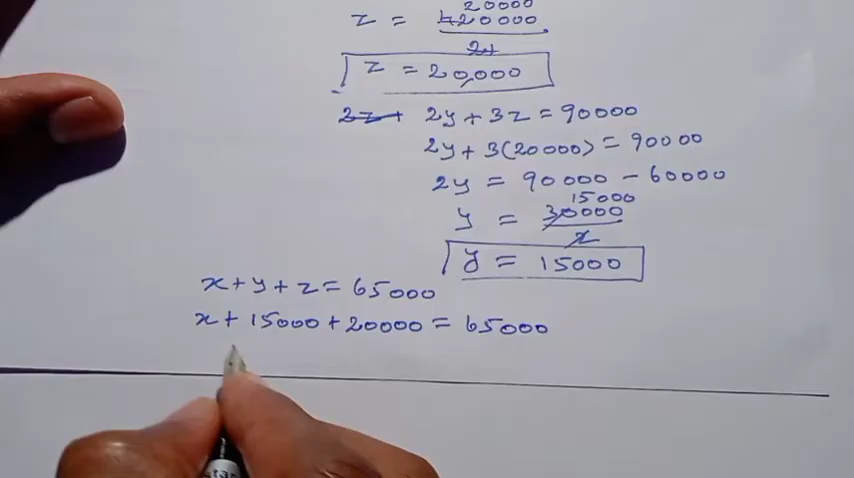 20000
z = 420000
21
z = 20,000
2y + 3z = 90000
2y + 3(20000) = 90000
2y = 90000 - 60000
15000
y = 30000
2
y = 15000
x + y + z = 65000
x + 15000 + 20000 = 65000